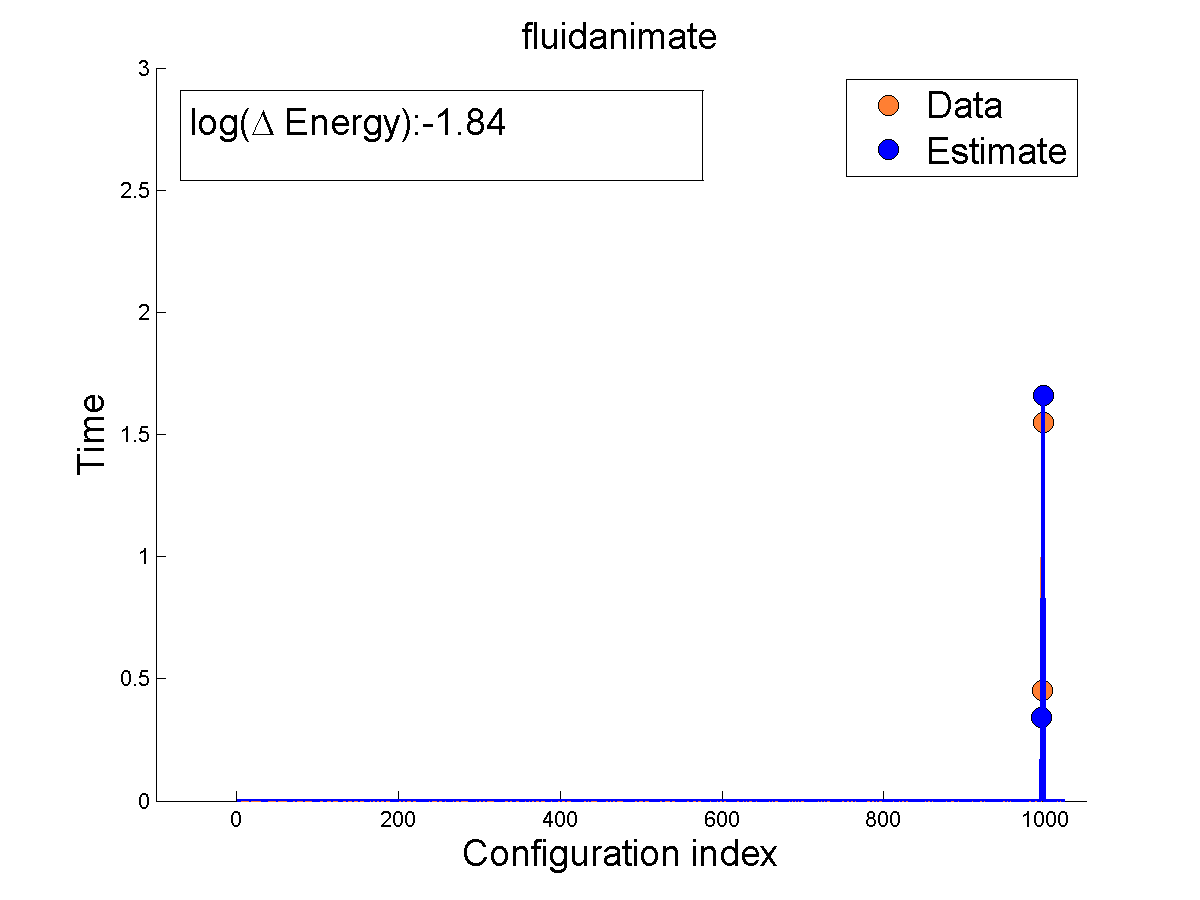 fluidanimate
log(Δ Energy):-1.84
Data
Estimate
3
2.5
2
1.5
1
0.5
0
Time
0
200
400
600
800
1000
Configuration index